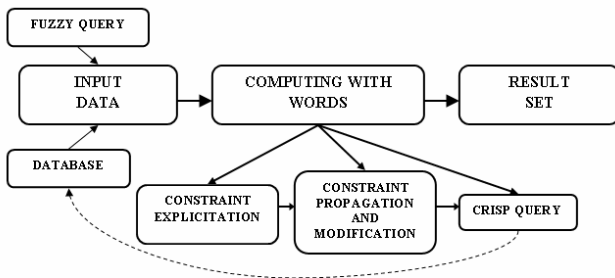 FUZZY QUERY
INPUT
DATA
COMPUTING WITH
WORDS
RESULT
SET
DATABASE
CONSTRAINT
EXPLICITATION
CONSTRAINT
PROPAGATION
AND
MODIFICATION
CRISP QUERY